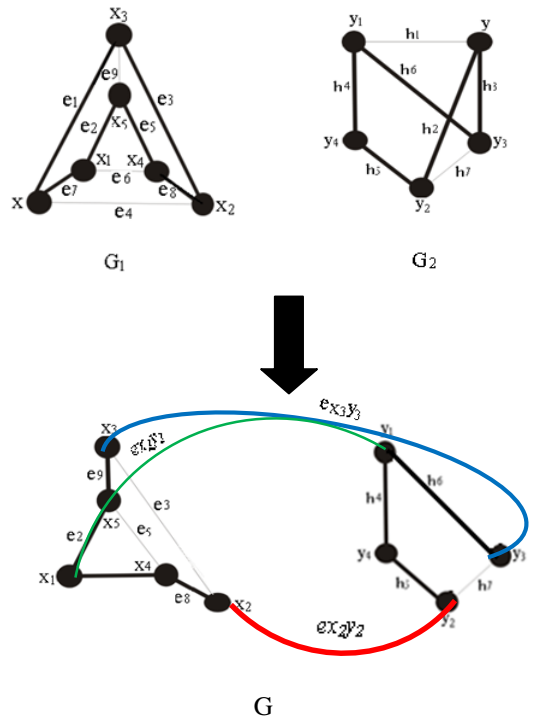 x₃
y₁ h₁ y
e₉
e₁ e₃
h₆
h₄ h₃
e₂ x₅ e₅
h₂
x₁ x₄
y₄ y₃
e₇ e₆ e₈
h₅ h₇
x e₄ x₂
y₂
G₁ G₂
eₓ₃y₃
x₃ y₁
e₉ h₆
e₃ h₄
x₅
e₂ e₅
y₄ y₃
x₁ x₄
h₅ h₇
e₈
x₂ y₂
ex₂y₂
G